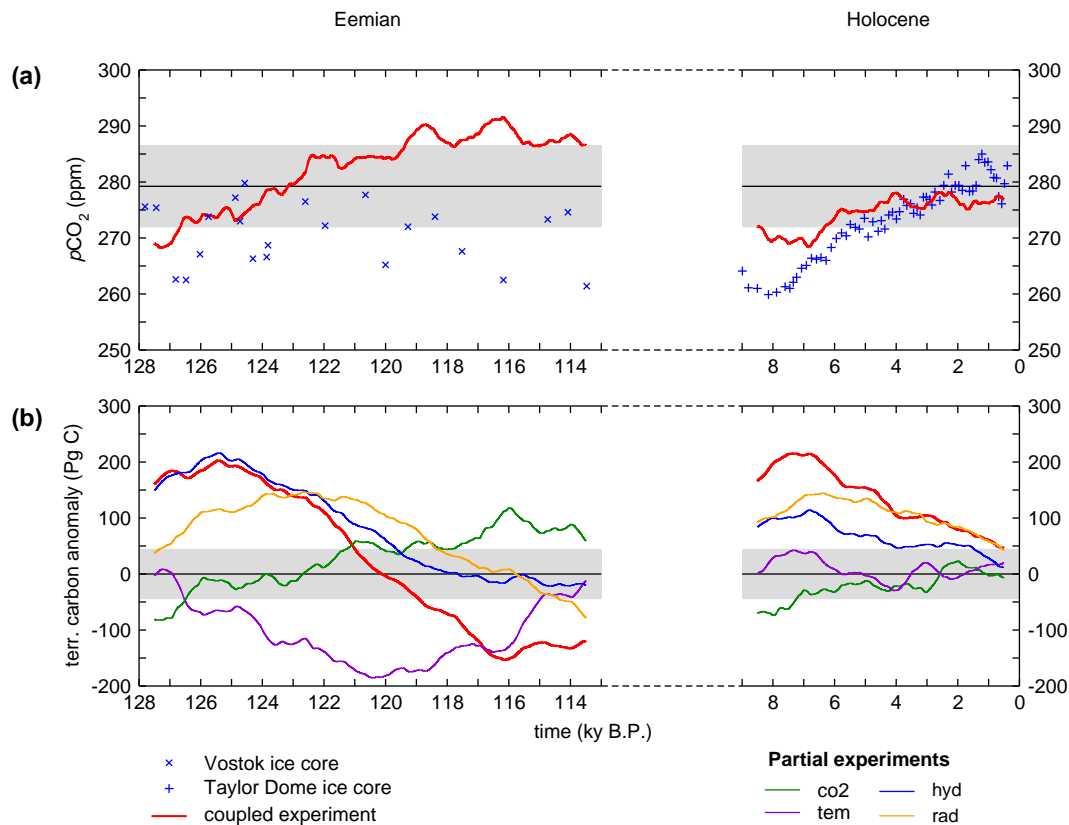 Eemian Holocene
(a)
300 300
290 290
280 280
270 270
260 260
250 250
pCO2 (ppm)
128 126 124 122 120 118 116 114 8 6 4 2 0
(b)
300 300
200 200
100 100
0 0
-100 -100
-200 -200
terr. carbon anomaly (Pg C)
128 126 124 122 120 118 116 114 8 6 4 2 0
time (ky B.P.)
Vostok ice core
Taylor Dome ice core
coupled experiment
Partial experiments
co2 hyd
tem rad